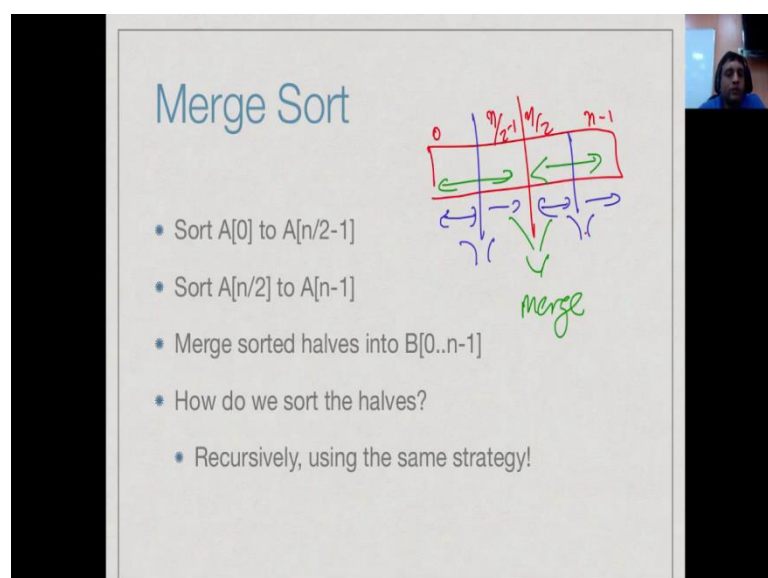 Merge Sort
0 n/2-1 n/2 n-1
• Sort A[0] to A[n/2-1]
• Sort A[n/2] to A[n-1]
merge
• Merge sorted halves into B[0..n-1]
• How do we sort the halves?
• Recursively, using the same strategy!